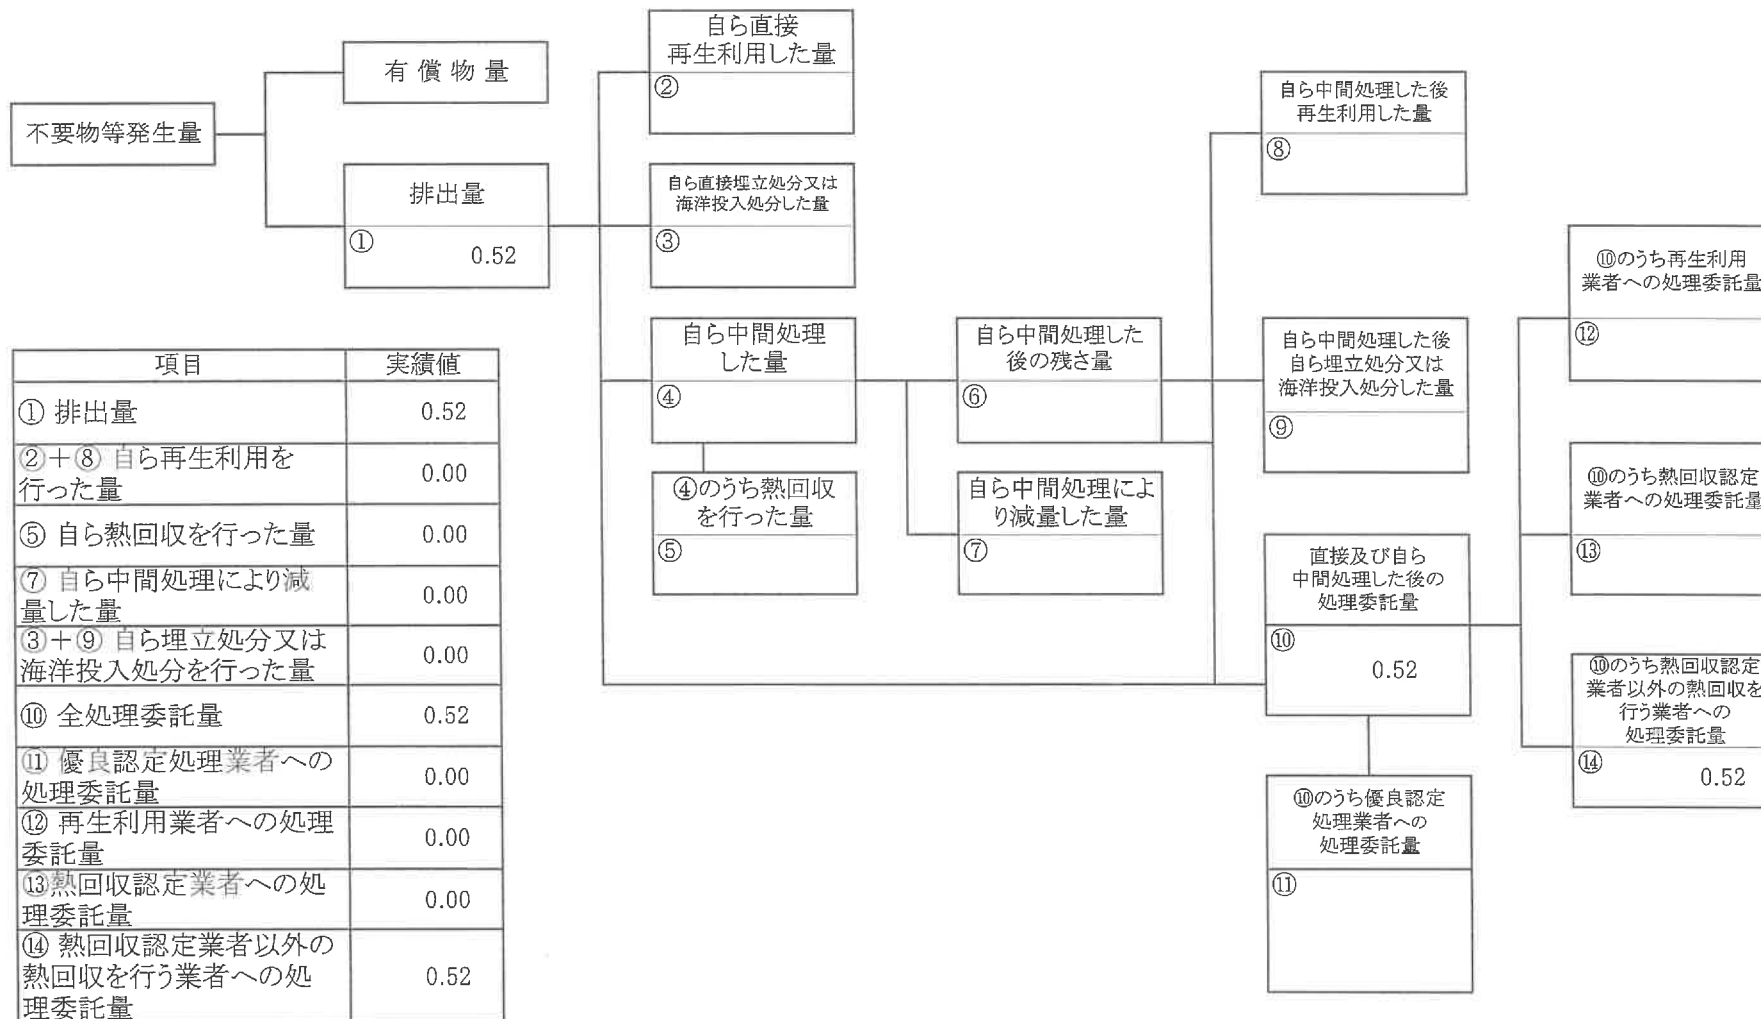 不要物等発生量
有償物量
排出量
①
0.52
自ら直接
再生利用した量
②
自ら直接埋立処分又は
海洋投入処分した量
③
自ら中間処理
した量
④
④のうち熱回収
を行った量
⑤
自ら中間処理した
後の残さ量
⑥
自ら中間処理によ
り減量した量
⑦
自ら中間処理した後
再生利用した量
⑧
自ら中間処理した後
自ら埋立処分又は
海洋投入処分した量
⑨
直接及び自ら
中間処理した後の
処理委託量
⑩
0.52
⑩のうち優良認定
処理業者への
処理委託量
⑪
⑩のうち再生利用
業者への処理委託量
⑫
⑩のうち熱回収認定
業者への処理委託量
⑬
⑩のうち熱回収認定
業者以外の熱回収を
行う業者への
処理委託量
⑭
0.52
項目 実績値
① 排出量 0.52
②+⑧ 自ら再生利用を
行った量 0.00
⑤ 自ら熱回収を行った量 0.00
⑦ 自ら中間処理により減
量した量 0.00
③+⑨ 自ら埋立処分又は
海洋投入処分を行った量 0.00
⑩ 全処理委託量 0.52
⑪ 優良認定処理業者への
処理委託量 0.00
⑫ 再生利用業者への処理
委託量 0.00
⑬熱回収認定業者への処
理委託量 0.00
⑭ 熱回収認定業者以外の
熱回収を行う業者への処
理委託量 0.52